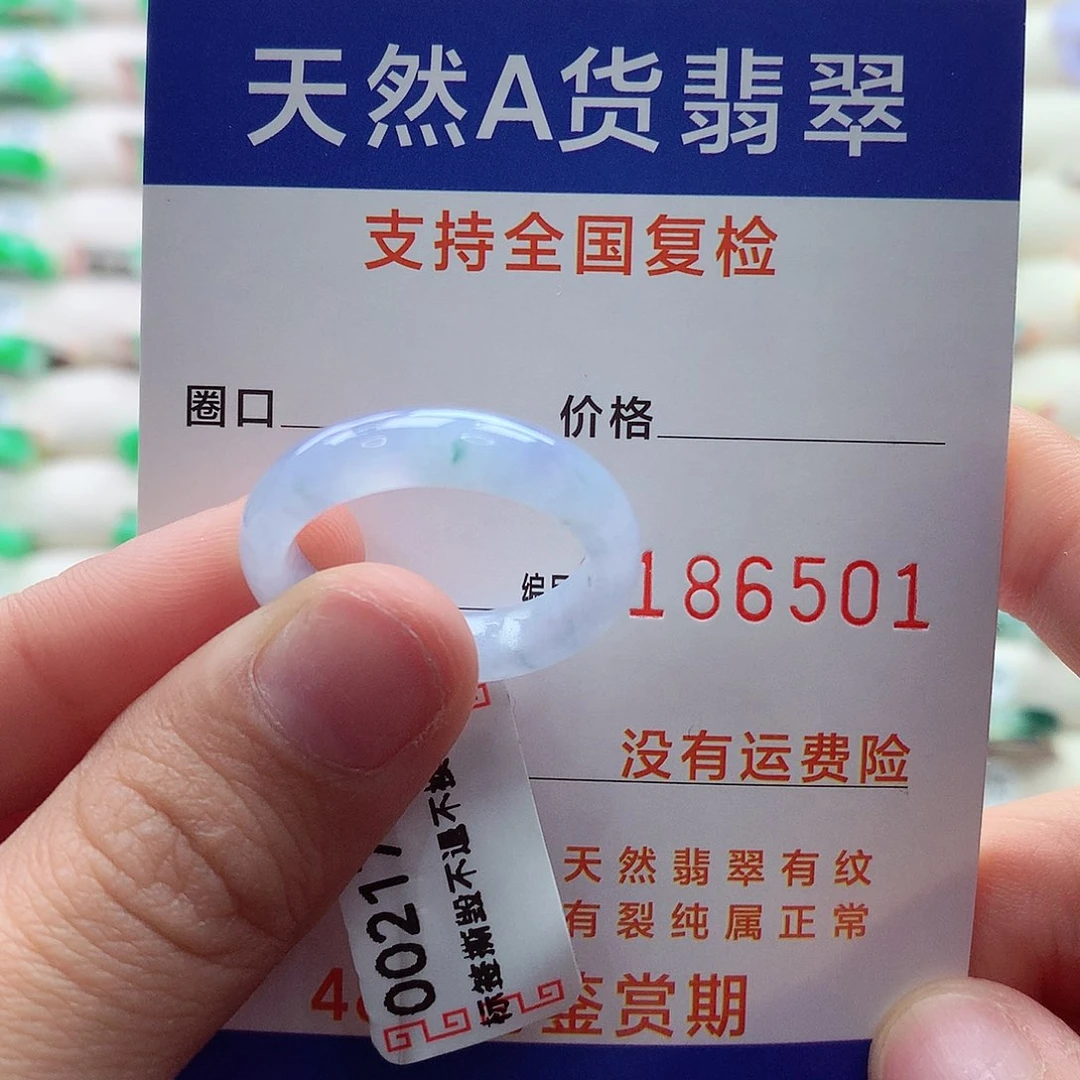 天然A货翡翠
支持全国复检
圈口
价格
编
186501
没有运费险
天然翡翠有纹
有裂纯属正常
4
鉴赏期
00217
标签撕毁不退不换